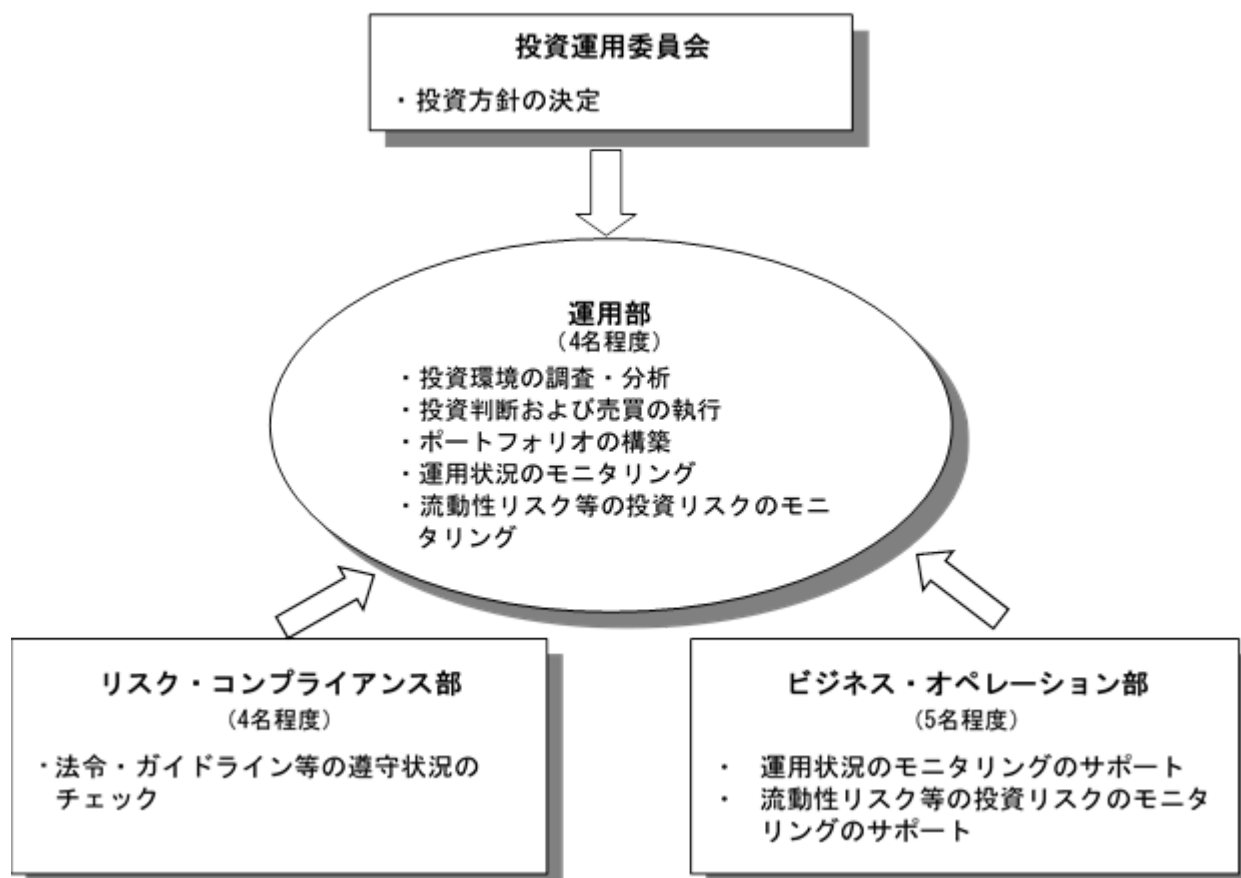 投資運用委員会
・投資方針の決定
運用部
(4名程度)
・投資環境の調査・分析
・投資判断および売買の執行
・ポートフォリオの構築
・運用状況のモニタリング
・流動性リスク等の投資リスクのモニ
タリング
リスク・コンプライアンス部
(4名程度)
・法令・ガイドライン等の遵守状況の
チェック
ビジネス・オペレーション部
(5名程度)
・ 運用状況のモニタリングのサポート
・ 流動性リスク等の投資リスクのモニタ
リングのサポート